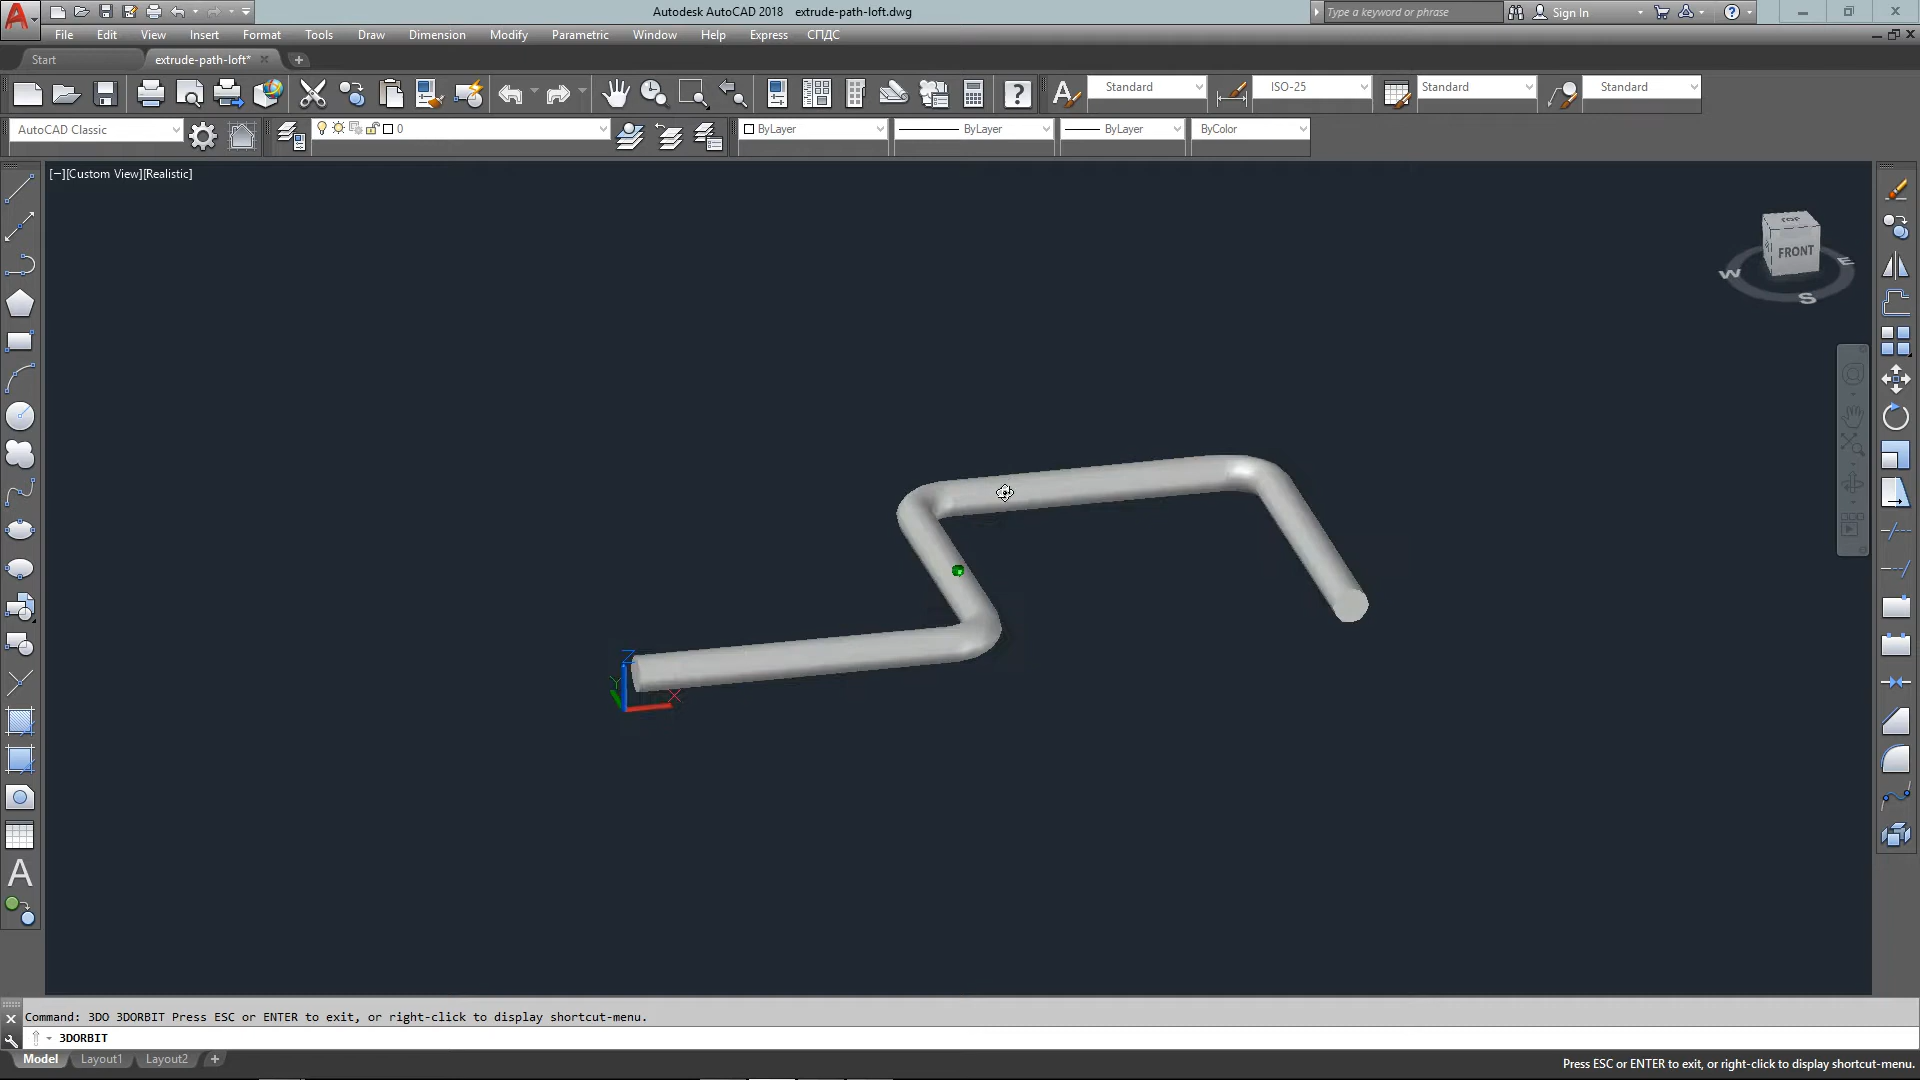 Autodesk AutoCAD 2018 extrude-path-loft.dwg
Type a keyword or phrase
Sign In
File Edit View Insert Format Tools Draw Dimension Modify Parametric Window Help Express СПДС
Start extrude-path-loft*
Standard ISO-25 Standard Standard
AutoCAD Classic 0 ByLayer ByLayer ByLayer ByColor
[−][Custom View][Realistic]
TOP
FRONT
W E
S
Z
Y
X
Command: 3DO 3DORBIT Press ESC or ENTER to exit, or right-click to display shortcut-menu.
3DORBIT
Model Layout1 Layout2
Press ESC or ENTER to exit, or right-click to display shortcut-menu.